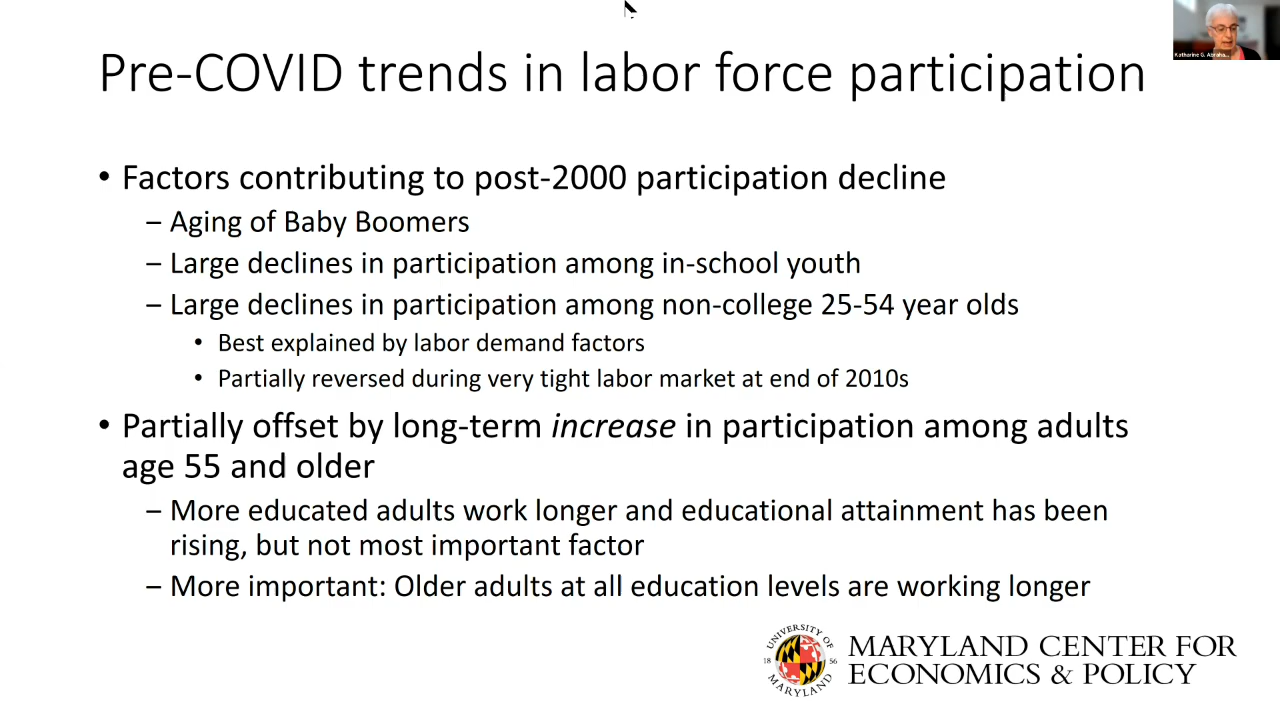 Pre-COVID trends in labor force participation
Katharine G. Abraha...
• Factors contributing to post-2000 participation decline
– Aging of Baby Boomers
– Large declines in participation among in-school youth
– Large declines in participation among non-college 25-54 year olds
• Best explained by labor demand factors
• Partially reversed during very tight labor market at end of 2010s
• Partially offset by long-term increase in participation among adults
age 55 and older
– More educated adults work longer and educational attainment has been
rising, but not most important factor
– More important: Older adults at all education levels are working longer
UNIVERSITY OF
18 56
MARYLAND
MARYLAND CENTER FOR
ECONOMICS & POLICY